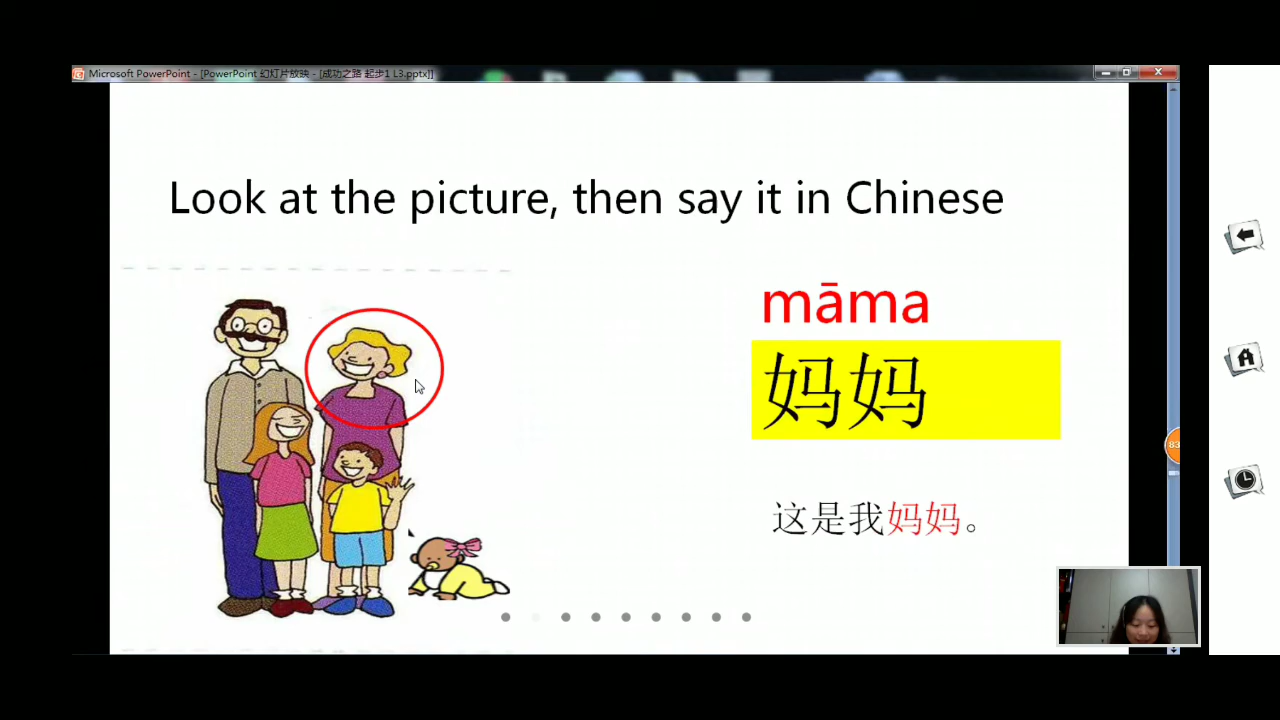 Microsoft PowerPoint - [PowerPoint 幻灯片放映 - [成功之路 起步1 L3.pptx]]
Look at the picture, then say it in Chinese
māma
妈妈
这是我妈妈。
83